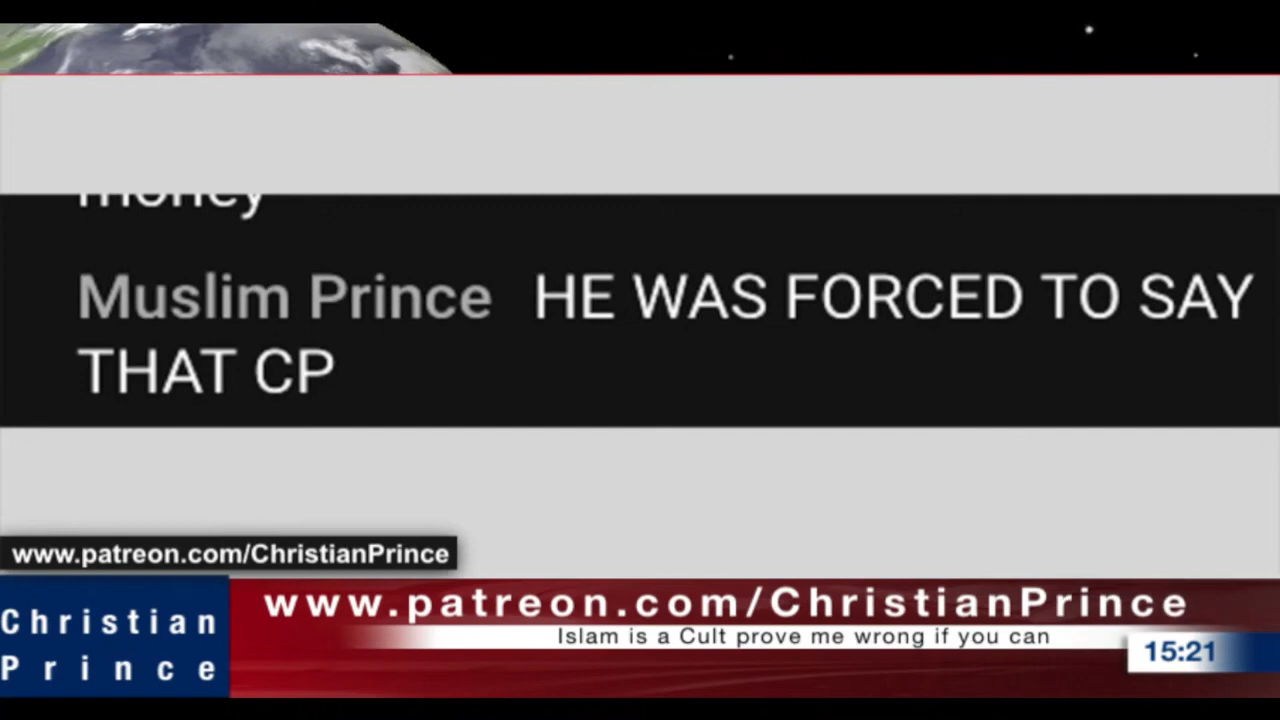 money
Muslim Prince HE WAS FORCED TO SAY
THAT CP
www.patreon.com/ChristianPrince
Christian
Prince
www.patreon.com/ChristianPrince
Islam is a Cult prove me wrong if you can
15:21